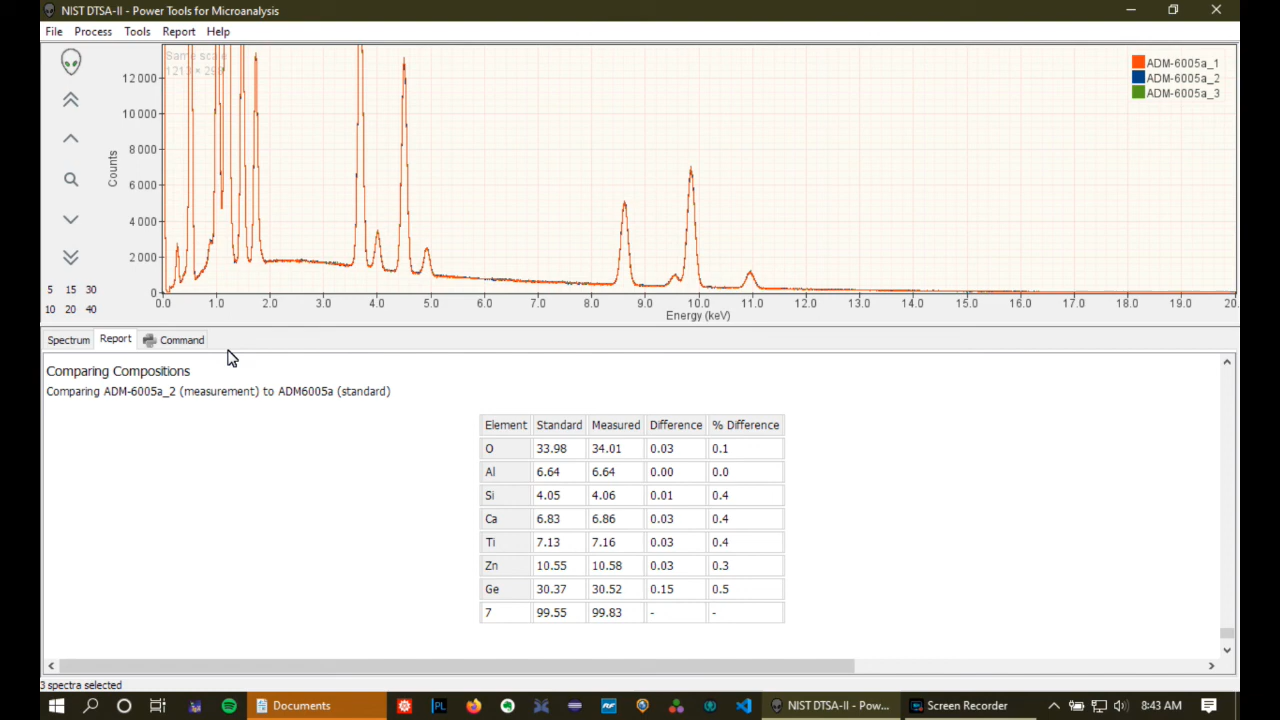 NIST DTSA-II - Power Tools for Microanalysis
File Process Tools Report Help
Same scale
ADM-6005a_1
ADM-6005a_2
ADM-6005a_3
12 000
10 000
8 000
6 000
4 000
2 000
0
Counts
5 15 30
10 20 40
0.0 1.0 2.0 3.0 4.0 5.0 6.0 7.0 8.0 9.0 10.0 11.0 12.0 13.0 14.0 15.0 16.0 17.0 18.0 19.0 20.
Energy (keV)
Spectrum Report Command
Comparing Compositions
Comparing ADM-6005a_2 (measurement) to ADM6005a (standard)
Element Standard Measured Difference % Difference
O 33.98 34.01 0.03 0.1
Al 6.64 6.64 0.00 0.0
Si 4.05 4.06 0.01 0.4
Ca 6.83 6.86 0.03 0.4
Ti 7.13 7.16 0.03 0.4
Zn 10.55 10.58 0.03 0.3
Ge 30.37 30.52 0.15 0.5
7 99.55 99.83 - -
3 spectra selected
Documents
PL
NIST DTSA-II - Pow...
Screen Recorder
8:43 AM